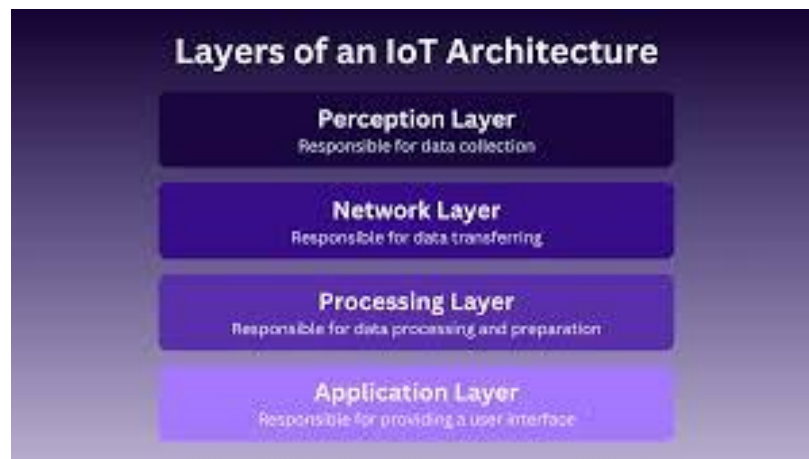 Layers of an IoT Architecture
Perception Layer
Responsible for data collection
Network Layer
Responsible for data transferring
Processing Layer
Responsible for data processing and preparation
Application Layer
Responsible for providing a user interface